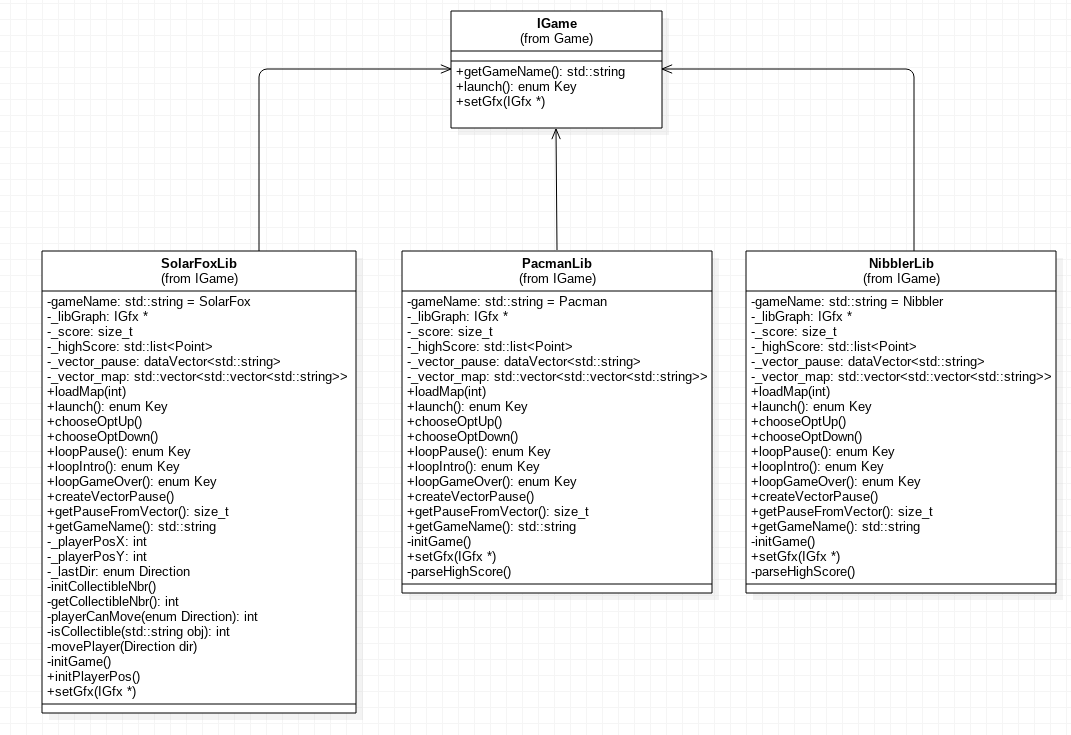 IGame
(from Game)
+getGameName(): std::string
+launch(): enum Key
+setGfx(IGfx *)
SolarFoxLib
(from IGame)
-gameName: std::string = SolarFox
-_libGraph: IGfx *
-_score: size_t
-_highScore: std::list<Point>
-_vector_pause: dataVector<std::string>
-_vector_map: std::vector<std::vector<std::string>>
+loadMap(int)
+launch(): enum Key
+chooseOptUp()
+chooseOptDown()
+loopPause(): enum Key
+loopIntro(): enum Key
+loopGameOver(): enum Key
+createVectorPause()
+getPauseFromVector(): size_t
+getGameName(): std::string
-_playerPosX: int
-_playerPosY: int
-_lastDir: enum Direction
-initCollectibleNbr()
-getCollectibleNbr(): int
-playerCanMove(enum Direction): int
-isCollectible(std::string obj): int
-movePlayer(Direction dir)
-initGame()
+initPlayerPos()
+setGfx(IGfx *)
PacmanLib
(from IGame)
-gameName: std::string = Pacman
-_libGraph: IGfx *
-_score: size_t
-_highScore: std::list<Point>
-_vector_pause: dataVector<std::string>
-_vector_map: std::vector<std::vector<std::string>>
+loadMap(int)
+launch(): enum Key
+chooseOptUp()
+chooseOptDown()
+loopPause(): enum Key
+loopIntro(): enum Key
+loopGameOver(): enum Key
+createVectorPause()
+getPauseFromVector(): size_t
+getGameName(): std::string
-initGame()
+setGfx(IGfx *)
-parseHighScore()
NibblerLib
(from IGame)
-gameName: std::string = Nibbler
-_libGraph: IGfx *
-_score: size_t
-_highScore: std::list<Point>
-_vector_pause: dataVector<std::string>
-_vector_map: std::vector<std::vector<std::string>>
+loadMap(int)
+launch(): enum Key
+chooseOptUp()
+chooseOptDown()
+loopPause(): enum Key
+loopIntro(): enum Key
+loopGameOver(): enum Key
+createVectorPause()
+getPauseFromVector(): size_t
+getGameName(): std::string
-initGame()
+setGfx(IGfx *)
-parseHighScore()